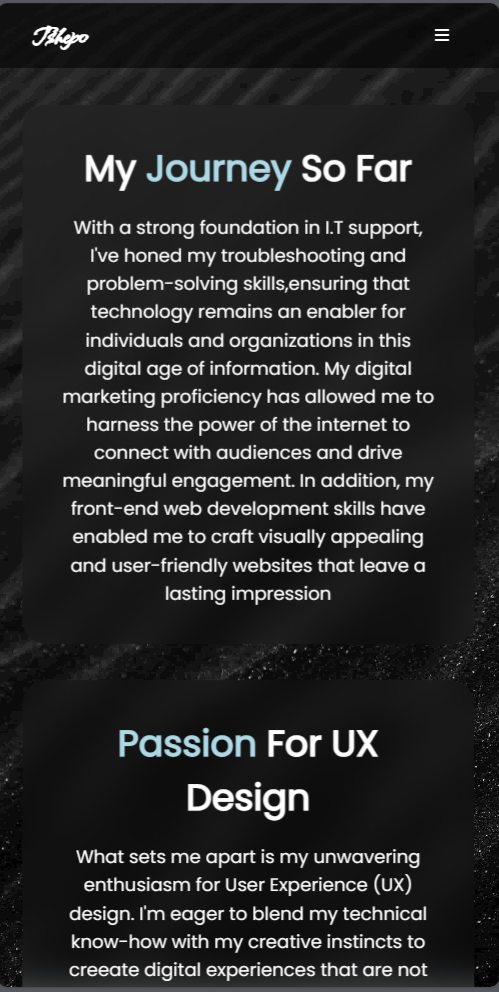 Tshepo
My Journey So Far
With a strong foundation in I.T support,
I've honed my troubleshooting and
problem-solving skills,ensuring that
technology remains an enabler for
individuals and organizations in this
digital age of information. My digital
marketing proficiency has allowed me to
harness the power of the internet to
connect with audiences and drive
meaningful engagement. In addition, my
front-end web development skills have
enabled me to craft visually appealing
and user-friendly websites that leave a
lasting impression
Passion For UX
Design
What sets me apart is my unwavering
enthusiasm for User Experience (UX)
design. I'm eager to blend my technical
know-how with my creative instincts to
creeate digital experiences that are not